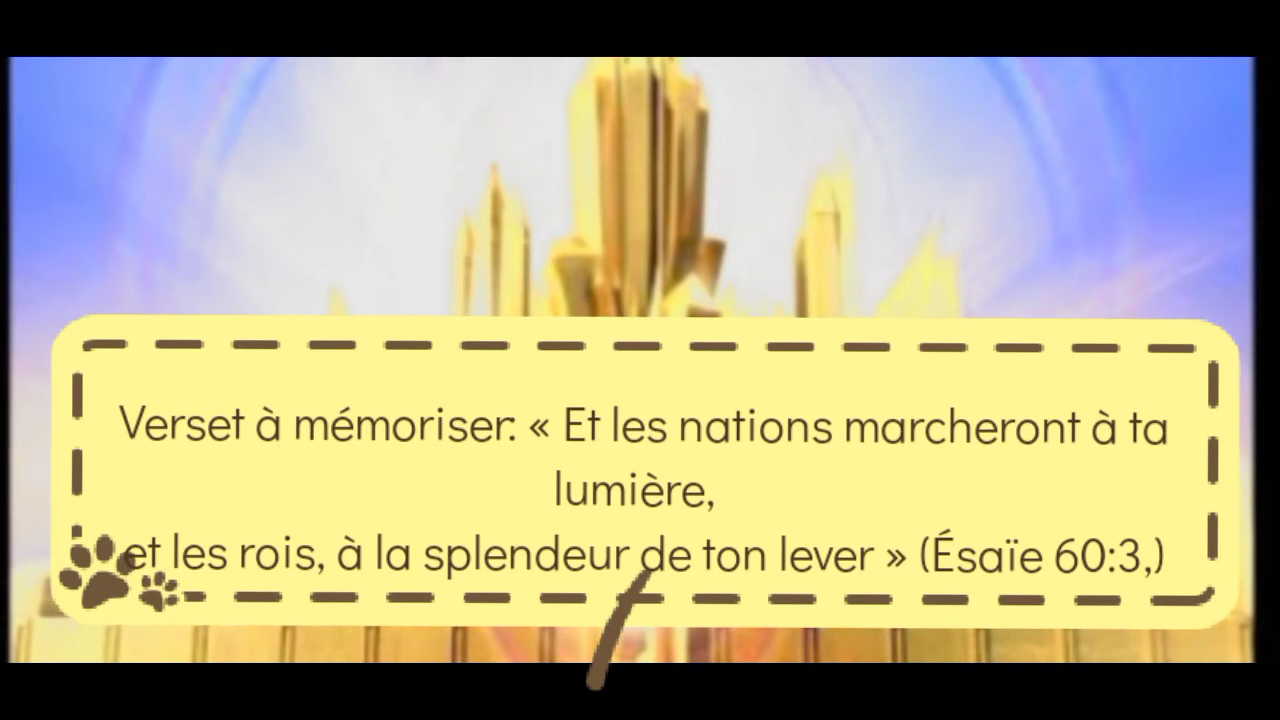 Verset à mémoriser: « Et les nations marcheront à ta
lumière,
et les rois, à la splendeur de ton lever » (Ésaïe 60:3,)